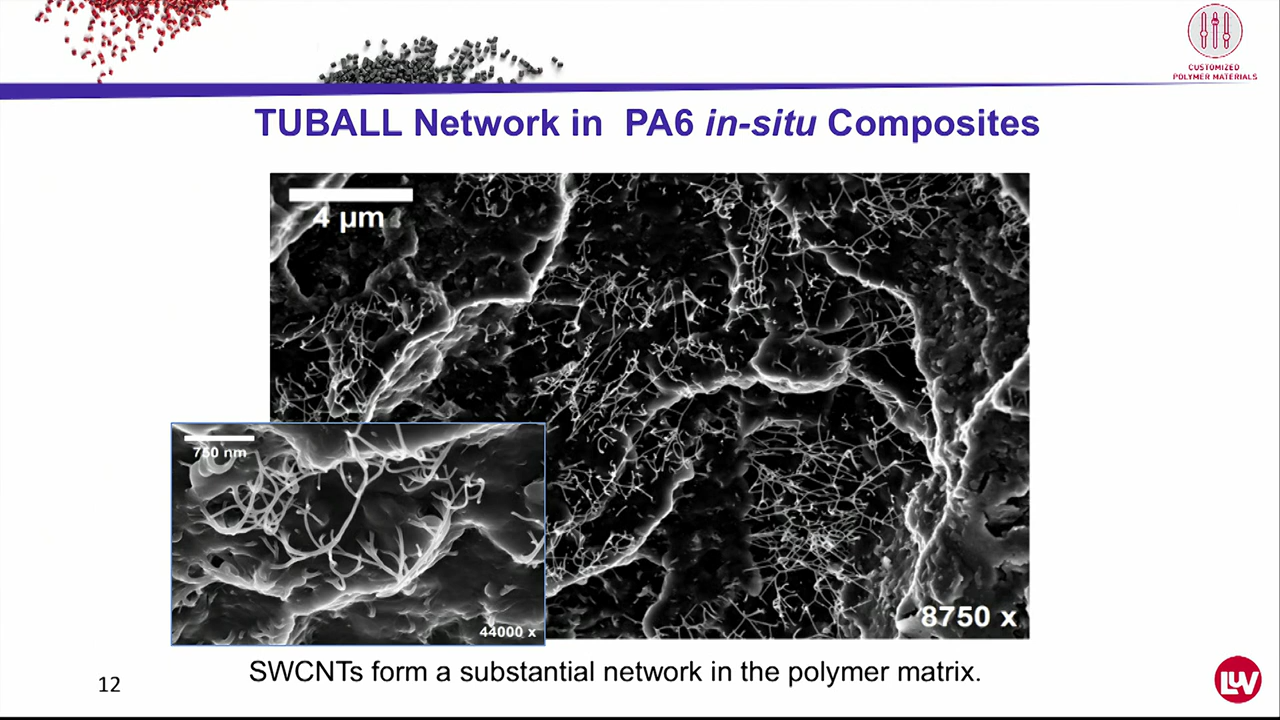 CUSTOMIZED
POLYMER MATERIALS
TUBALL Network in PA6 in-situ Composites
4 µm
750 nm
44000 x
8750 x
SWCNTs form a substantial network in the polymer matrix.
12
LUV